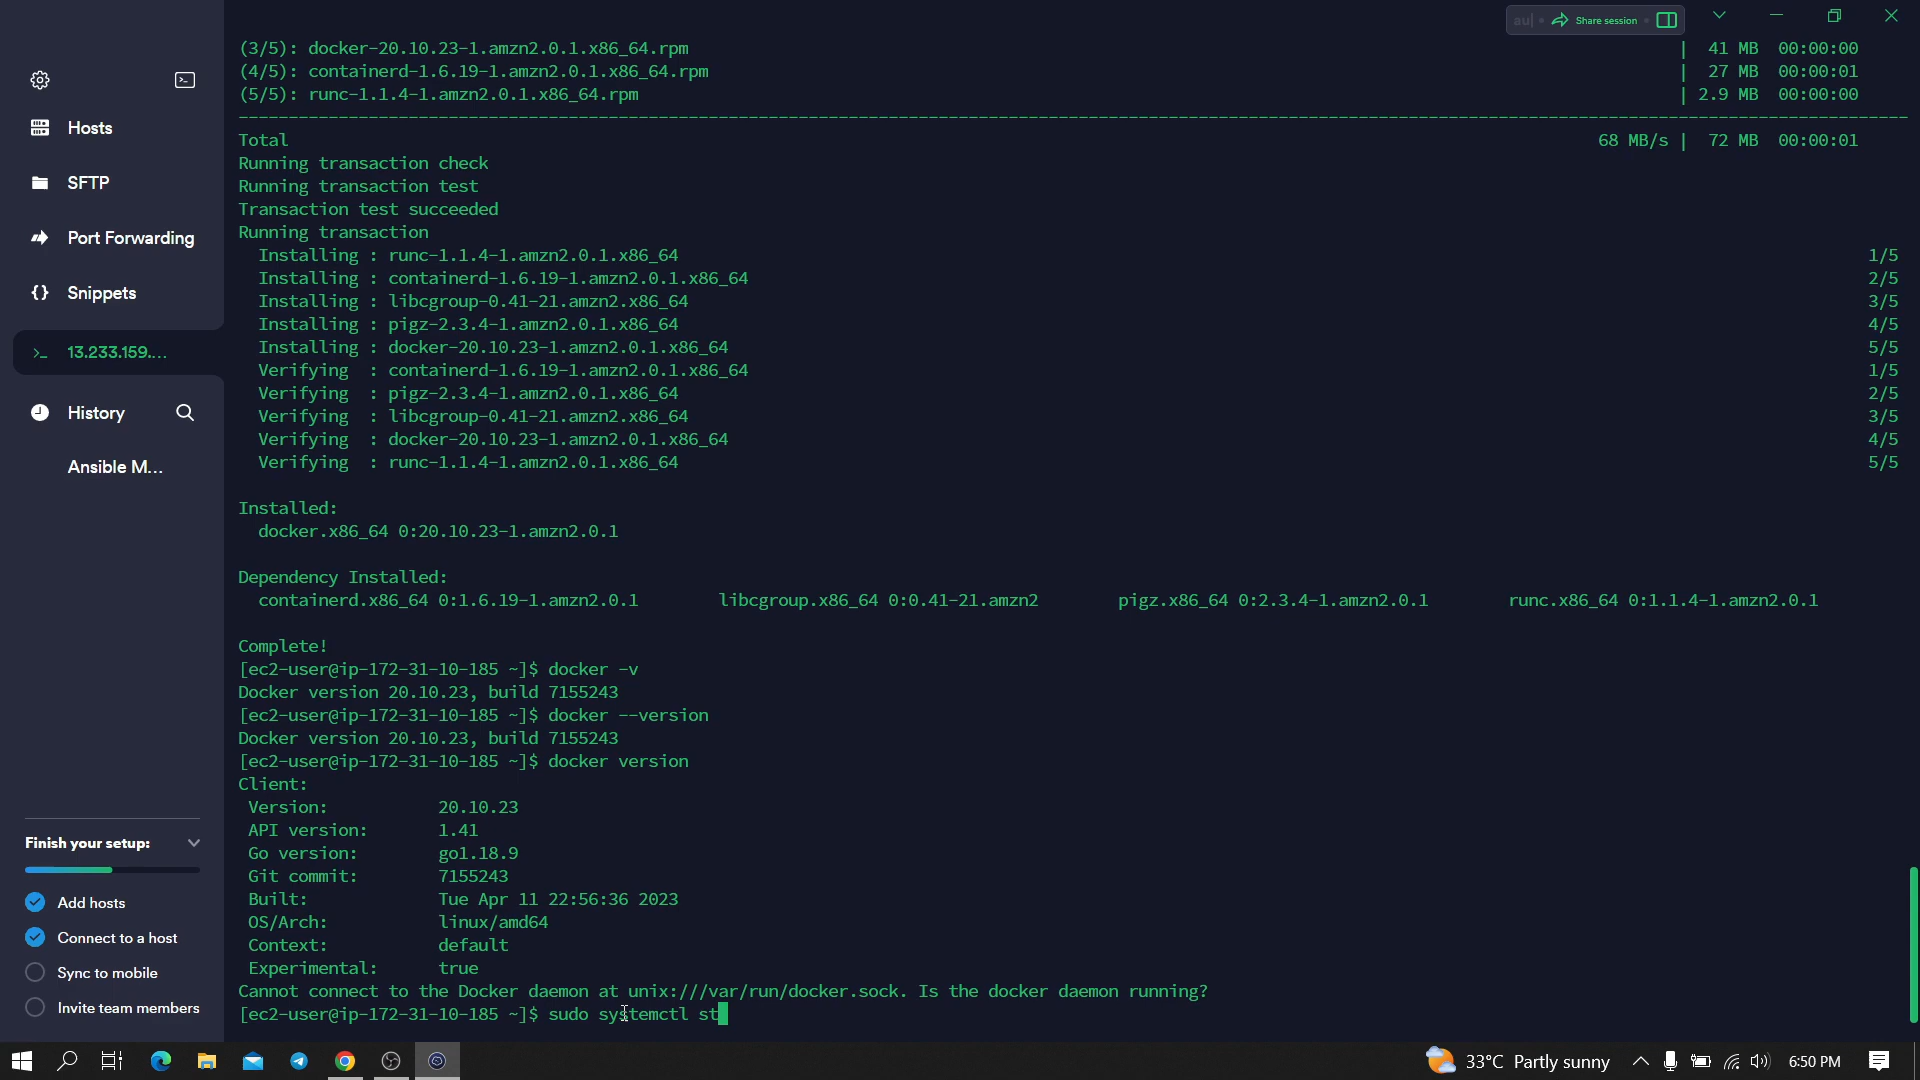 au| Share session
Hosts
SFTP
Port Forwarding
{} Snippets
>_ 13.233.159....
History
Ansible M...
Finish your setup:
Add hosts
Connect to a host
Sync to mobile
Invite team members
(3/5): docker-20.10.23-1.amzn2.0.1.x86_64.rpm | 41 MB 00:00:00
(4/5): containerd-1.6.19-1.amzn2.0.1.x86_64.rpm | 27 MB 00:00:01
(5/5): runc-1.1.4-1.amzn2.0.1.x86_64.rpm | 2.9 MB 00:00:00
Total 68 MB/s | 72 MB 00:00:01
Running transaction check
Running transaction test
Transaction test succeeded
Running transaction
Installing : runc-1.1.4-1.amzn2.0.1.x86_64 1/5
Installing : containerd-1.6.19-1.amzn2.0.1.x86_64 2/5
Installing : libcgroup-0.41-21.amzn2.x86_64 3/5
Installing : pigz-2.3.4-1.amzn2.0.1.x86_64 4/5
Installing : docker-20.10.23-1.amzn2.0.1.x86_64 5/5
Verifying : containerd-1.6.19-1.amzn2.0.1.x86_64 1/5
Verifying : pigz-2.3.4-1.amzn2.0.1.x86_64 2/5
Verifying : libcgroup-0.41-21.amzn2.x86_64 3/5
Verifying : docker-20.10.23-1.amzn2.0.1.x86_64 4/5
Verifying : runc-1.1.4-1.amzn2.0.1.x86_64 5/5
Installed:
docker.x86_64 0:20.10.23-1.amzn2.0.1
Dependency Installed:
containerd.x86_64 0:1.6.19-1.amzn2.0.1 libcgroup.x86_64 0:0.41-21.amzn2 pigz.x86_64 0:2.3.4-1.amzn2.0.1 runc.x86_64 0:1.1.4-1.amzn2.0.1
Complete!
[ec2-user@ip-172-31-10-185 ~]$ docker -v
Docker version 20.10.23, build 7155243
[ec2-user@ip-172-31-10-185 ~]$ docker --version
Docker version 20.10.23, build 7155243
[ec2-user@ip-172-31-10-185 ~]$ docker version
Client:
Version: 20.10.23
API version: 1.41
Go version: go1.18.9
Git commit: 7155243
Built: Tue Apr 11 22:56:36 2023
OS/Arch: linux/amd64
Context: default
Experimental: true
Cannot connect to the Docker daemon at unix:///var/run/docker.sock. Is the docker daemon running?
[ec2-user@ip-172-31-10-185 ~]$ sudo systemctl st
33°C Partly sunny 6:50 PM